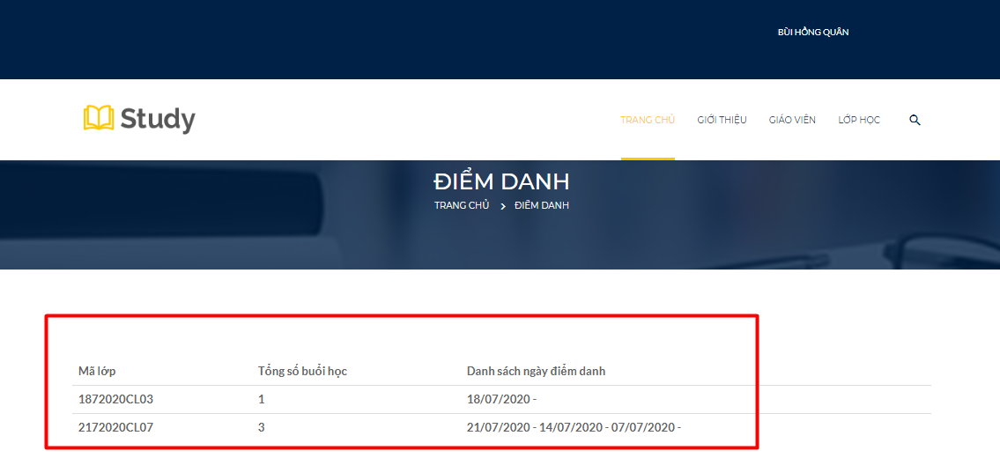 BÙI HỒNG QUÂN
Study
TRANG CHỦ GIỚI THIỆU GIÁO VIÊN LỚP HỌC
ĐIỂM DANH
TRANG CHỦ > ĐIỂM DANH
Mã lớp Tổng số buổi học Danh sách ngày điểm danh
1872020CL03 1 18/07/2020 -
2172020CL07 3 21/07/2020 - 14/07/2020 - 07/07/2020 -